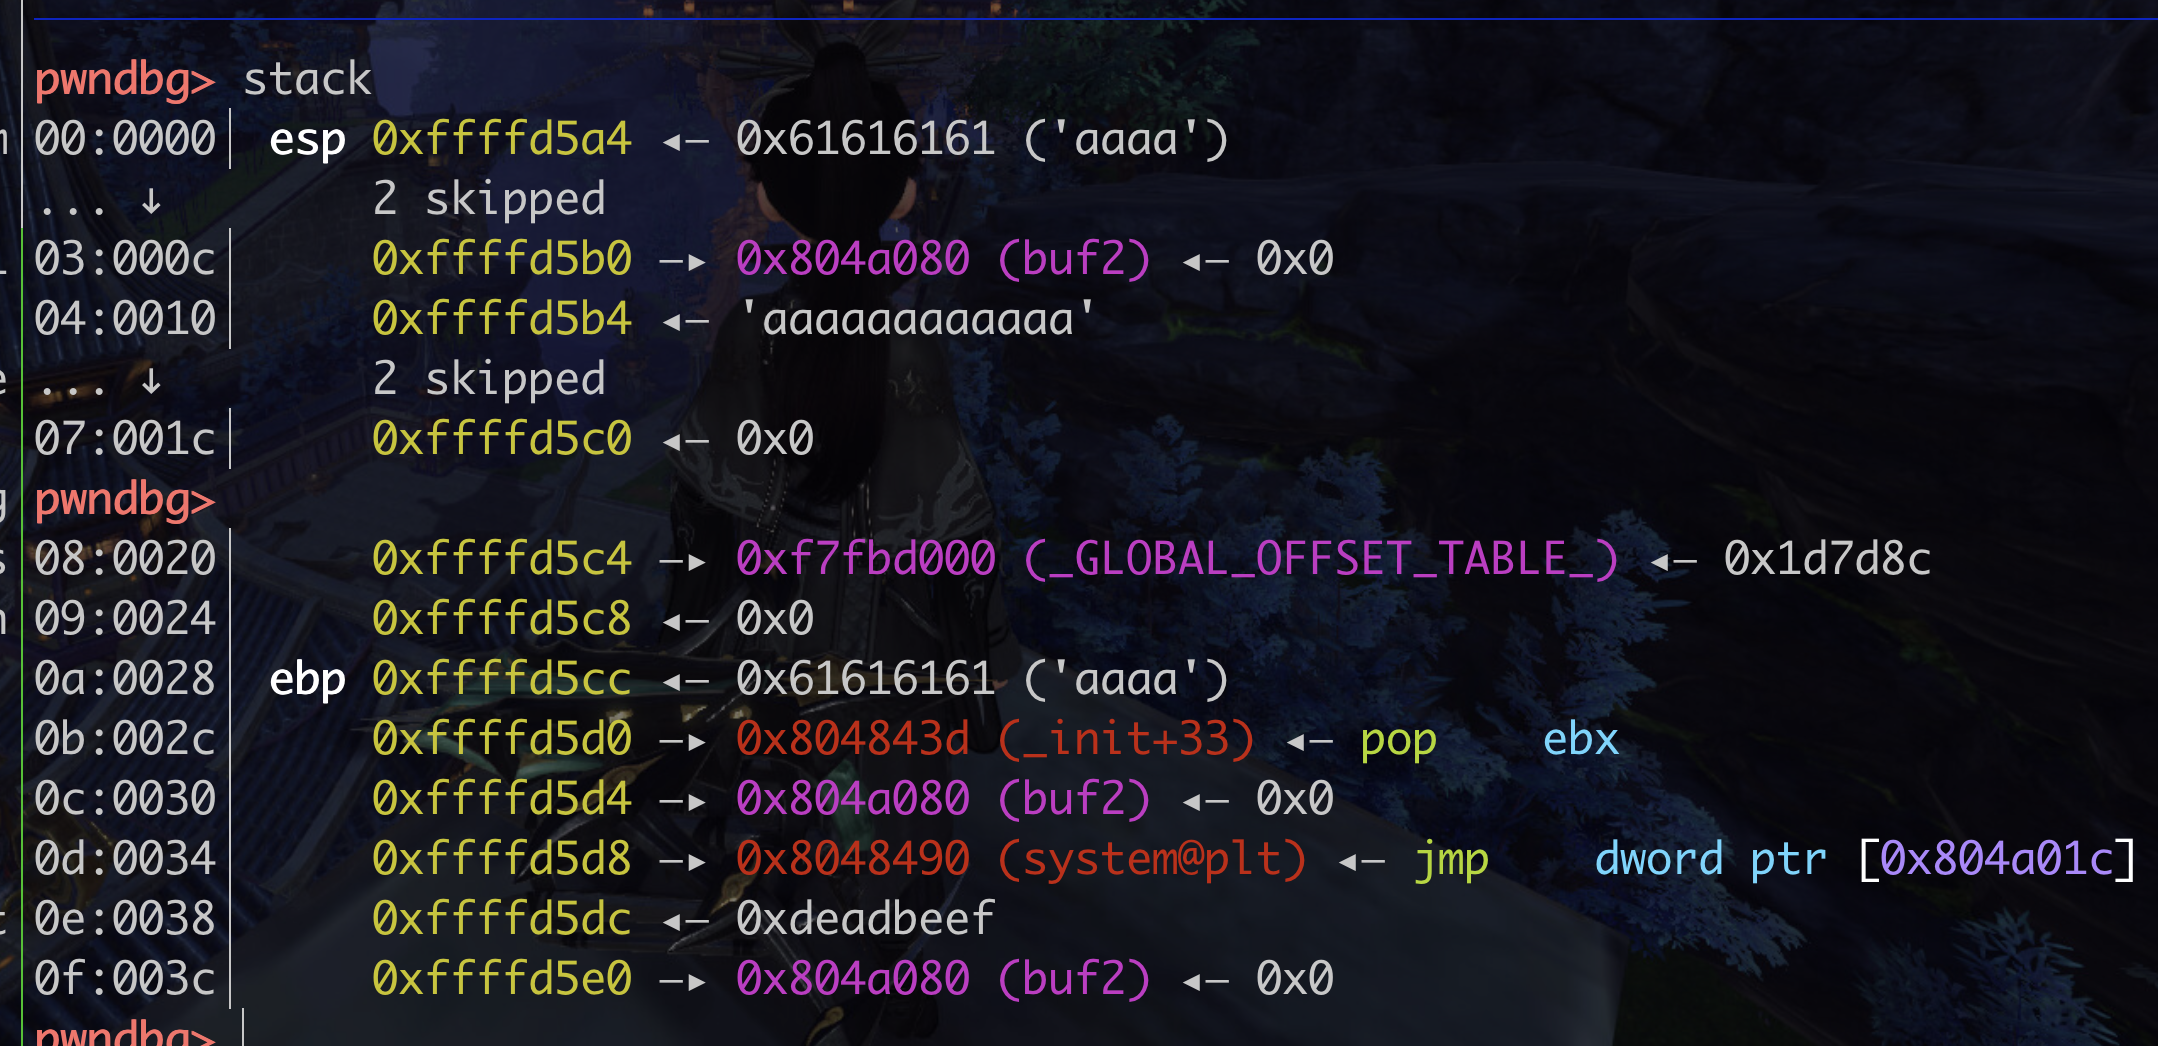 pwndbg> stack
00:0000│ esp 0xffffd5a4 ◂— 0x61616161 ('aaaa')
... ↓ 2 skipped
03:000c│ 0xffffd5b0 —▸ 0x804a080 (buf2) ◂— 0x0
04:0010│ 0xffffd5b4 ◂— 'aaaaaaaaaaaa'
... ↓ 2 skipped
07:001c│ 0xffffd5c0 ◂— 0x0
pwndbg>
08:0020│ 0xffffd5c4 —▸ 0xf7fbd000 (_GLOBAL_OFFSET_TABLE_) ◂— 0x1d7d8c
09:0024│ 0xffffd5c8 ◂— 0x0
0a:0028│ ebp 0xffffd5cc ◂— 0x61616161 ('aaaa')
0b:002c│ 0xffffd5d0 —▸ 0x804843d (_init+33) ◂— pop ebx
0c:0030│ 0xffffd5d4 —▸ 0x804a080 (buf2) ◂— 0x0
0d:0034│ 0xffffd5d8 —▸ 0x8048490 (system@plt) ◂— jmp dword ptr [0x804a01c]
0e:0038│ 0xffffd5dc ◂— 0xdeadbeef
0f:003c│ 0xffffd5e0 —▸ 0x804a080 (buf2) ◂— 0x0
pwndbg>